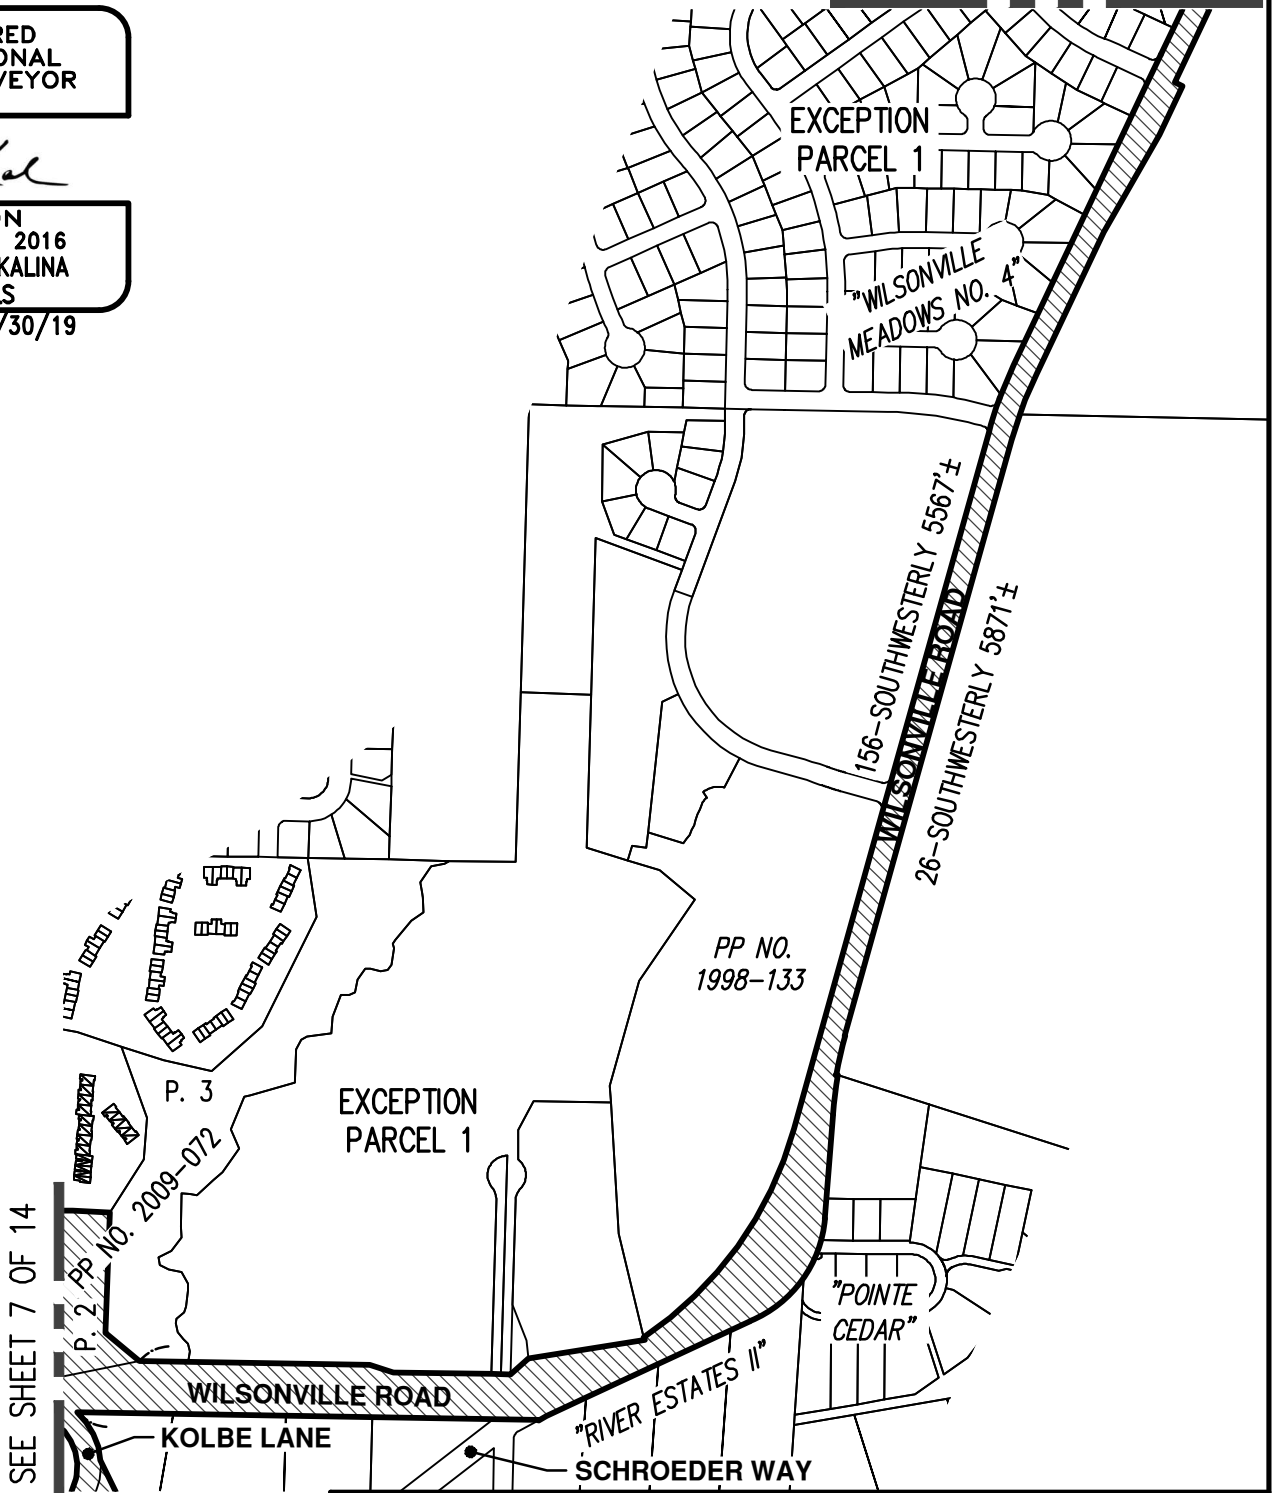 RED
ONAL
VEYOR
ON
2016
KALINA
LS
/30/19
EXCEPTION
PARCEL 1
"WILSONVILLE
MEADOWS NO. 4"
156-SOUTHWESTERLY 5567'±
WILSONVILLE ROAD
26-SOUTHWESTERLY 5871'±
PP NO.
1998-133
P. 3
EXCEPTION
PARCEL 1
PP NO. 2009-072
P. 2
SEE SHEET 7 OF 14
"POINTE
CEDAR"
"RIVER ESTATES II"
WILSONVILLE ROAD
KOLBE LANE
SCHROEDER WAY